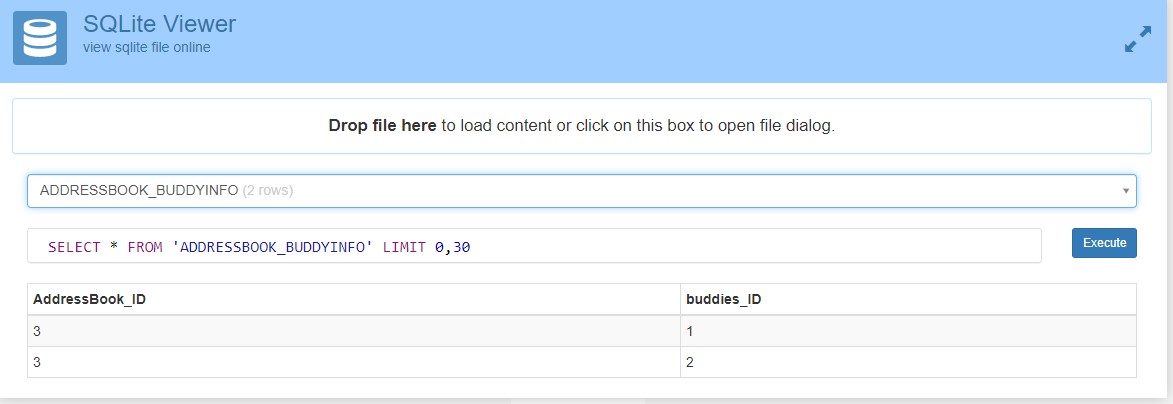 SQLite Viewer
view sqlite file online
Drop file here to load content or click on this box to open file dialog.
ADDRESSBOOK_BUDDYINFO (2 rows)
SELECT * FROM 'ADDRESSBOOK_BUDDYINFO' LIMIT 0,30
Execute
AddressBook_ID buddies_ID
3 1
3 2